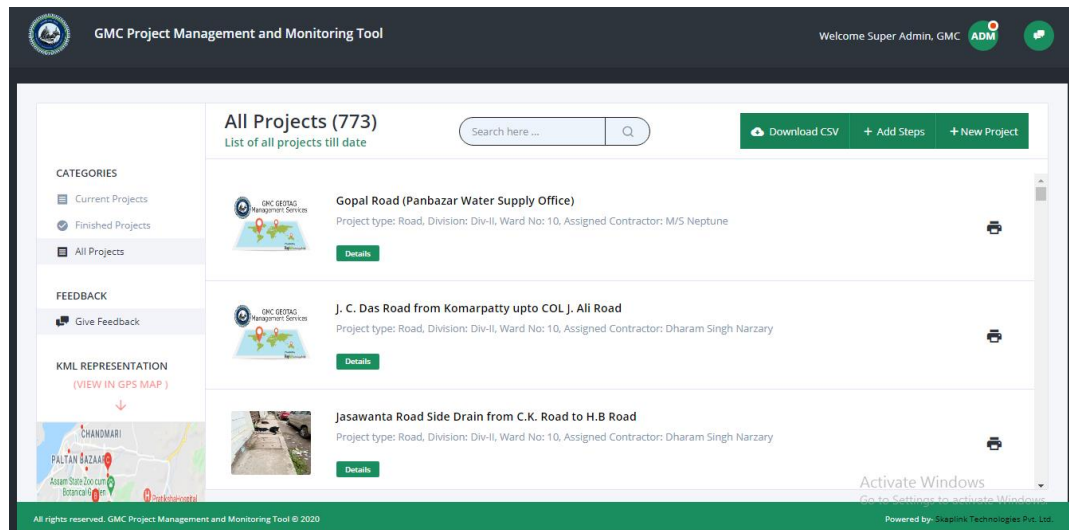 GMC Project Management and Monitoring Tool
Welcome Super Admin, GMC
ADM
All Projects (773)
List of all projects till date
Search here ...
Download CSV
+ Add Steps
+ New Project
CATEGORIES
Current Projects
Finished Projects
All Projects
FEEDBACK
Give Feedback
KML REPRESENTATION
(VIEW IN GPS MAP )
CHANDMARI
PALTAN BAZAAR
Assam State Zoo cum
Botanical
Pratiksha Hospital
GMC GEOTAG
Management Services
Gopal Road (Panbazar Water Supply Office)
Project type: Road, Division: Div-II, Ward No: 10, Assigned Contractor: M/S Neptune
Details
GMC GEOTAG
Management Services
J. C. Das Road from Komarpatty upto COL J. Ali Road
Project type: Road, Division: Div-II, Ward No: 10, Assigned Contractor: Dharam Singh Narzary
Details
Jasawanta Road Side Drain from C.K. Road to H.B Road
Project type: Road, Division: Div-II, Ward No: 10, Assigned Contractor: Dharam Singh Narzary
Details
Activate Windows
Go to Settings to activate Windows.
All rights reserved. GMC Project Management and Monitoring Tool © 2020
Powered by: Skaplink Technologies Pvt. Ltd.